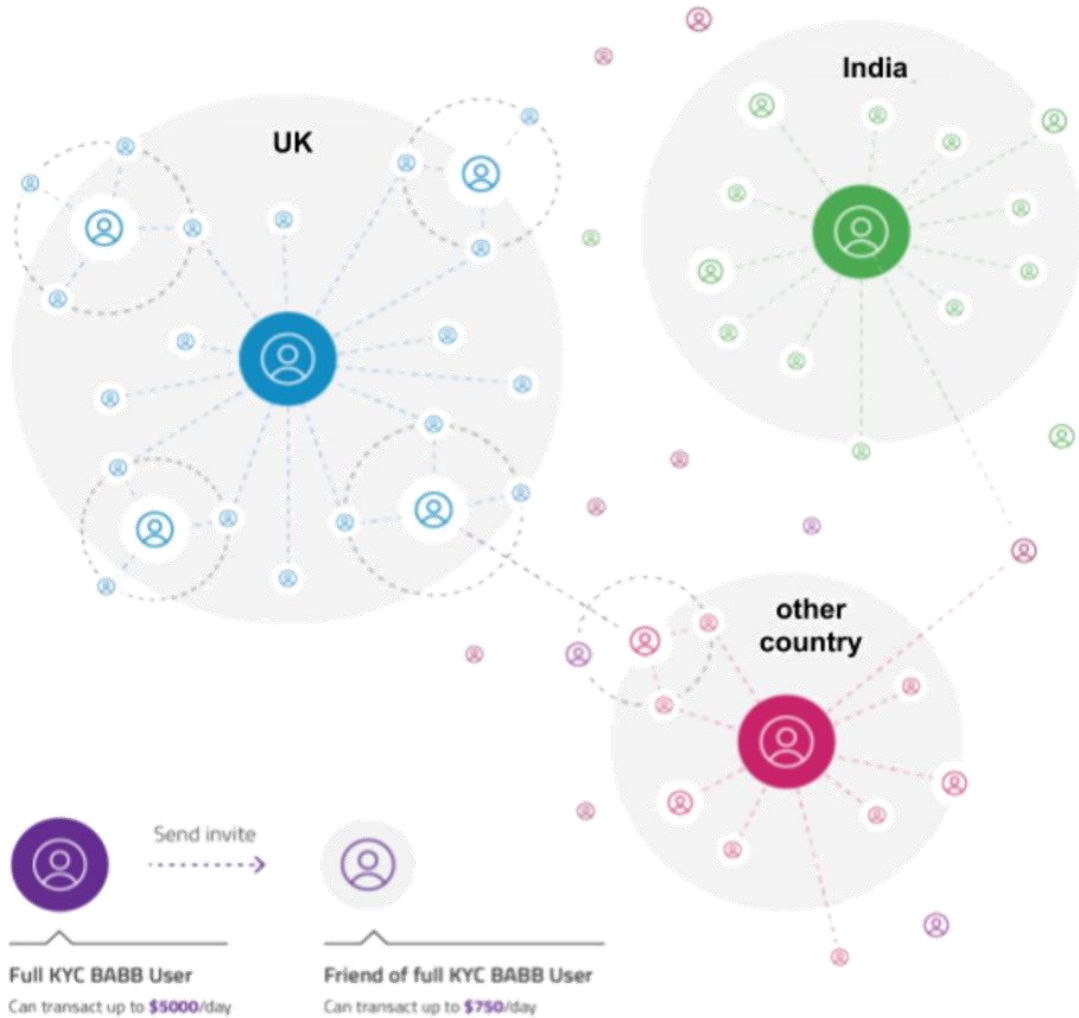 India
UK
other
country
Send invite
Full KYC BABB User
Can transact up to $5000/day
Friend of full KYC BABB User
Can transact up to $750/day